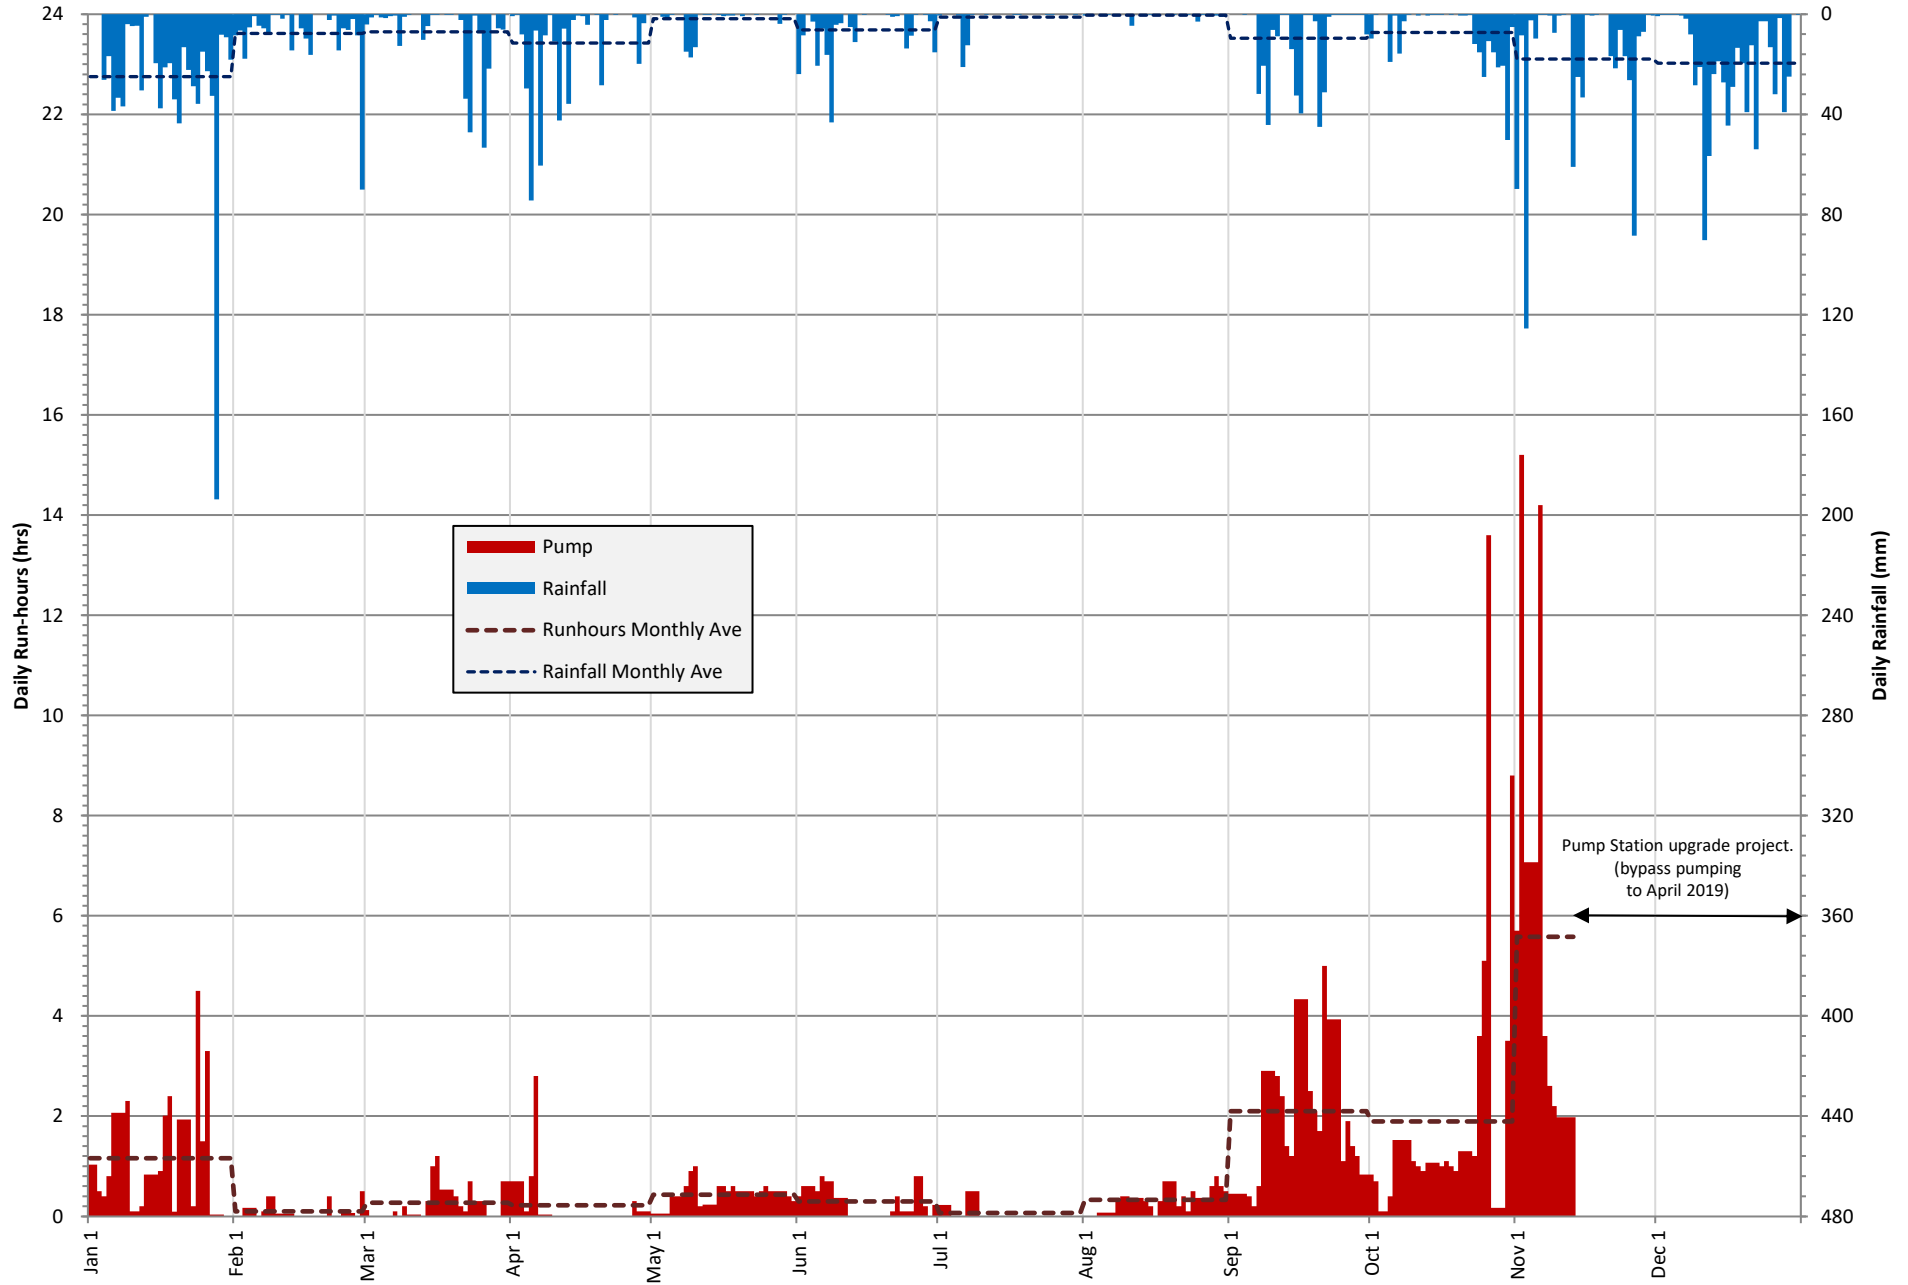 24
22
20
18
16
14
12
10
8
6
4
2
0
Daily Run-hours (hrs)
0
40
80
120
160
200
240
280
320
360
400
440
480
Daily Rainfall (mm)
Pump
Rainfall
Runhours Monthly Ave
Rainfall Monthly Ave
Pump Station upgrade project.
(bypass pumping
to April 2019)
Jan 1
Feb 1
Mar 1
Apr 1
May 1
Jun 1
Jul 1
Aug 1
Sep 1
Oct 1
Nov 1
Dec 1